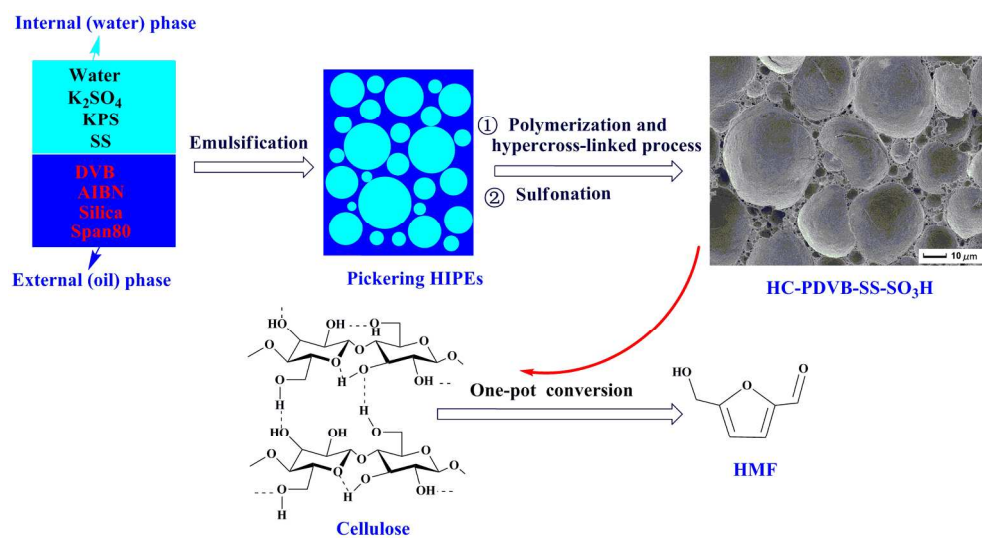 Internal (water) phase
Water
K₂SO₄
KPS
SS
DVB
AIBN
Silica
Span80
External (oil) phase
Emulsification
Pickering HIPEs
① Polymerization and
hypercross-linked process
② Sulfonation
10 μm
HC-PDVB-SS-SO₃H
HO OH OH
H
O O O O O
H O OH
O
H H
O
HO OH O
O O O O O
H O OH
O
H
Cellulose
One-pot conversion
HO O O
HMF